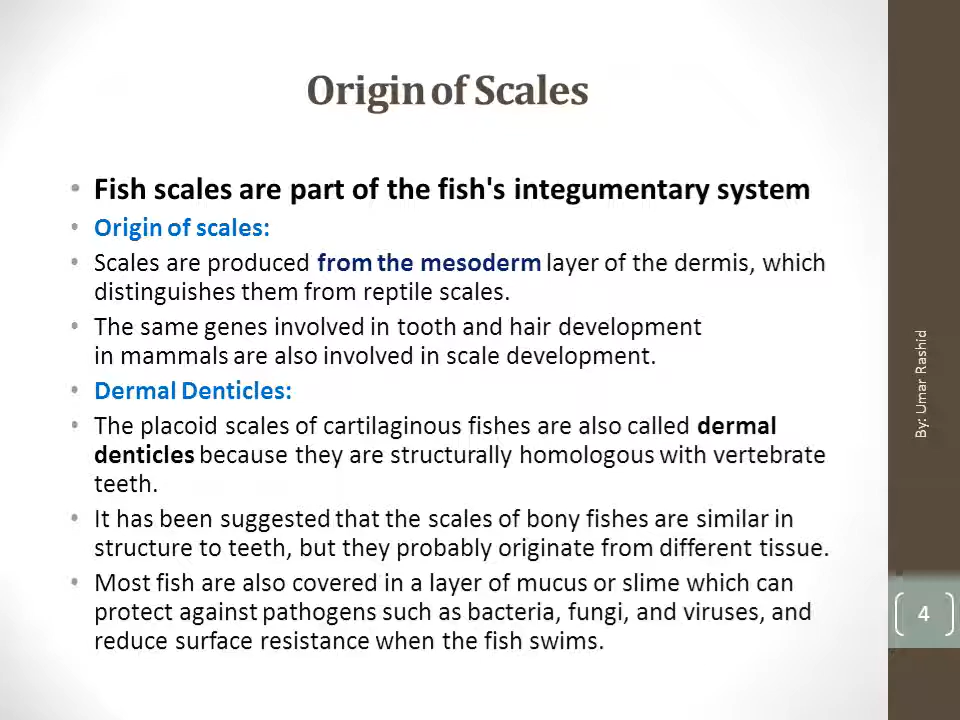 Origin of Scales
• Fish scales are part of the fish's integumentary system
• Origin of scales:
• Scales are produced from the mesoderm layer of the dermis, which
distinguishes them from reptile scales.
• The same genes involved in tooth and hair development
in mammals are also involved in scale development.
• Dermal Denticles:
• The placoid scales of cartilaginous fishes are also called dermal
denticles because they are structurally homologous with vertebrate
teeth.
• It has been suggested that the scales of bony fishes are similar in
structure to teeth, but they probably originate from different tissue.
• Most fish are also covered in a layer of mucus or slime which can
protect against pathogens such as bacteria, fungi, and viruses, and
reduce surface resistance when the fish swims.
By: Umar Rashid
4